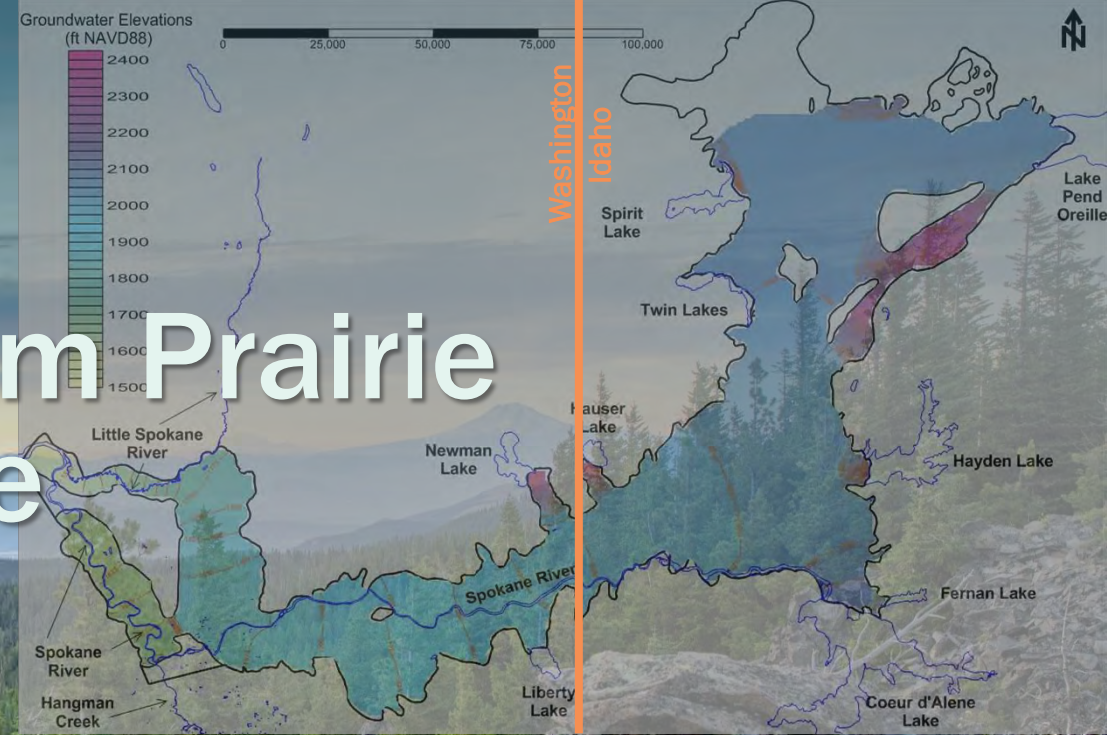 Groundwater Elevations
(ft NAVD88)
0 25,000 50,000 75,000 100,000
N
2400
2300
2200
2100
2000
1900
1800
1700
1600
1500
Washington
Idaho
Lake
Pend
Oreille
Spirit
Lake
Twin Lakes
m Prairie
e
Little Spokane
River
Newman
Lake
Hauser
Lake
Hayden Lake
Spokane River
Fernan Lake
Spokane
River
Hangman
Creek
Liberty
Lake
Coeur d'Alene
Lake